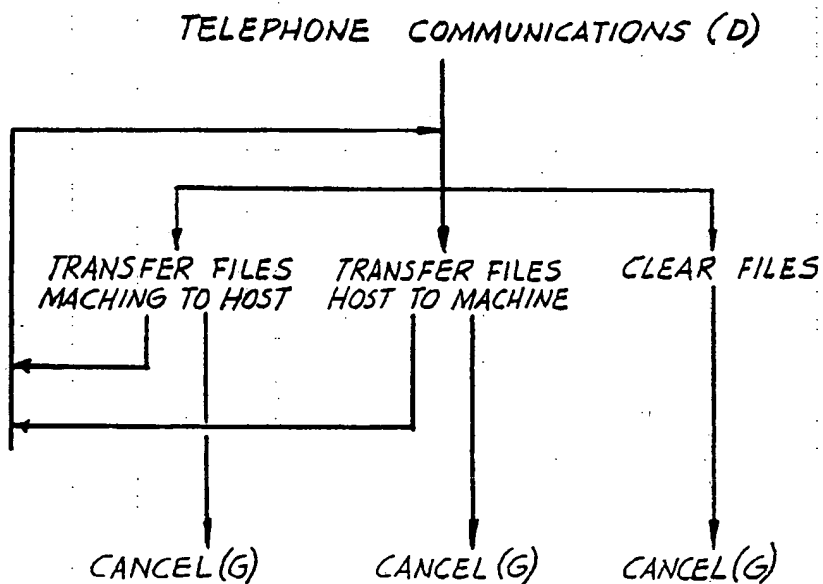 TELEPHONE COMMUNICATIONS (D)
TRANSFER FILES
MACHING TO HOST
TRANSFER FILES
HOST TO MACHINE
CLEAR FILES
CANCEL (G)
CANCEL (G)
CANCEL (G)